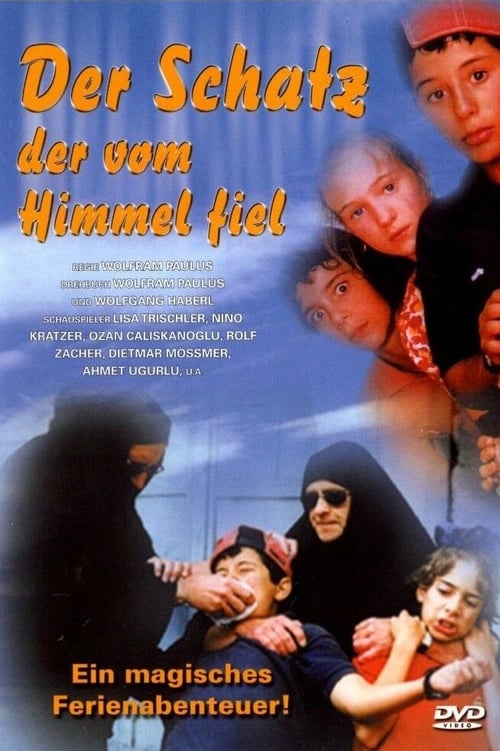 Der Schatz
der vom
Himmel fiel
REGIE WOLFRAM PAULUS
DREHBUCH WOLFRAM PAULUS
UND WOLFGANG HABERL
SCHAUSPIELER LISA TRISCHLER, NINO
KRATZER, OZAN CALISKANOGLU, ROLF
ZACHER, DIETMAR MÖSSMER,
AHMET UGURLU, U.A
Ein magisches
Ferienabenteuer!
DVD
VIDEO